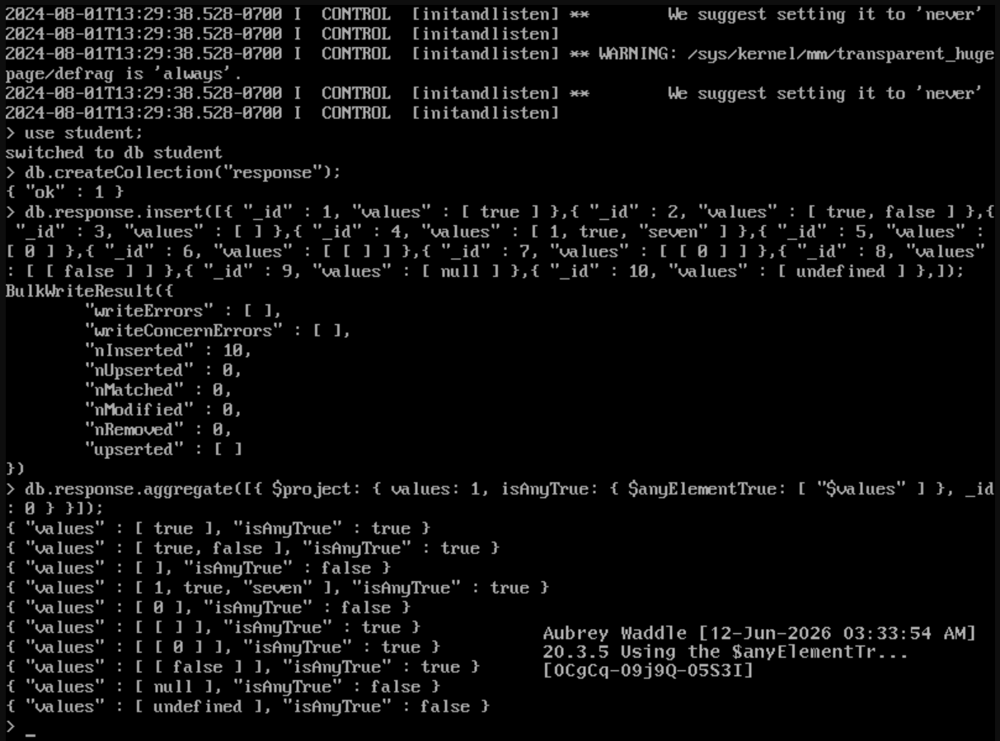 2024-08-01T13:29:38.528-0700 I  CONTROL  [initandlisten] **        We suggest setting it to 'never'
2024-08-01T13:29:38.528-0700 I  CONTROL  [initandlisten]
2024-08-01T13:29:38.528-0700 I  CONTROL  [initandlisten] ** WARNING: /sys/kernel/mm/transparent_huge
page/defrag is 'always'.
2024-08-01T13:29:38.528-0700 I  CONTROL  [initandlisten] **        We suggest setting it to 'never'
2024-08-01T13:29:38.528-0700 I  CONTROL  [initandlisten]
> use student;
switched to db student
> db.createCollection("response");
{ "ok" : 1 }
> db.response.insert([{ "_id" : 1, "values" : [ true ] },{ "_id" : 2, "values" : [ true, false ] },{
 "_id" : 3, "values" : [ ] },{ "_id" : 4, "values" : [ 1, true, "seven" ] },{ "_id" : 5, "values" :
[ 0 ] },{ "_id" : 6, "values" : [ [ ] ] },{ "_id" : 7, "values" : [ [ 0 ] ] },{ "_id" : 8, "values"
: [ [ false ] ] },{ "_id" : 9, "values" : [ null ] },{ "_id" : 10, "values" : [ undefined ] },]);
BulkWriteResult({
        "writeErrors" : [ ],
        "writeConcernErrors" : [ ],
        "nInserted" : 10,
        "nUpserted" : 0,
        "nMatched" : 0,
        "nModified" : 0,
        "nRemoved" : 0,
        "upserted" : [ ]
})
> db.response.aggregate([{ $project: { values: 1, isAnyTrue: { $anyElementTrue: [ "$values" ] }, _id
: 0 } }]);
{ "values" : [ true ], "isAnyTrue" : true }
{ "values" : [ true, false ], "isAnyTrue" : true }
{ "values" : [ ], "isAnyTrue" : false }
{ "values" : [ 1, true, "seven" ], "isAnyTrue" : true }
{ "values" : [ 0 ], "isAnyTrue" : false }
{ "values" : [ [ ] ], "isAnyTrue" : true }
{ "values" : [ [ 0 ] ], "isAnyTrue" : true }
{ "values" : [ [ false ] ], "isAnyTrue" : true }
{ "values" : [ null ], "isAnyTrue" : false }
{ "values" : [ undefined ], "isAnyTrue" : false }
> _
Aubrey Waddle [12-Jun-2026 03:33:54 AM]
20.3.5 Using the $anyElementTr...
[OCgCq-O9j9Q-O5S3I]